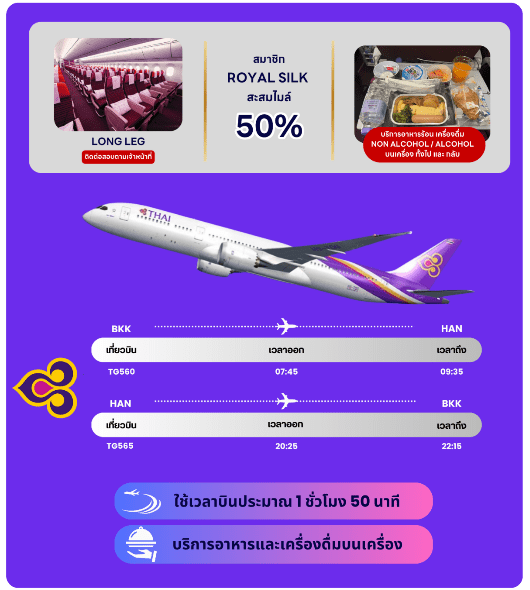 สมาชิก
ROYAL SILK
สะสมไมล์
50%
LONG LEG
ติดต่อสอบถามเจ้าหน้าที่
บริการอาหารร้อน เครื่องดื่ม
NON ALCOHOL / ALCOHOL
บนเครื่อง ทั้งไป และ กลับ
THAI
BKK HAN
เที่ยวบิน เวลาออก เวลาถึง
TG560 07:45 09:35
HAN BKK
เที่ยวบิน เวลาออก เวลาถึง
TG565 20:25 22:15
ใช้เวลาบินประมาณ 1 ชั่วโมง 50 นาที
บริการอาหารและเครื่องดื่มบนเครื่อง